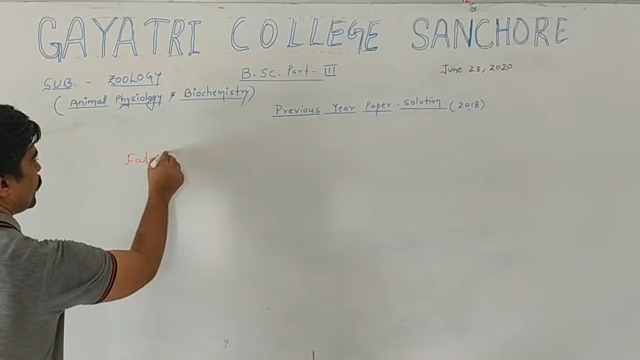 GAYATRI COLLEGE SANCHORE
SUB. - ZOOLOGY B.SC. Part - III June 23, 2020
( Animal Physiology & Biochemistry)
Previous Year Paper Solution (2018)